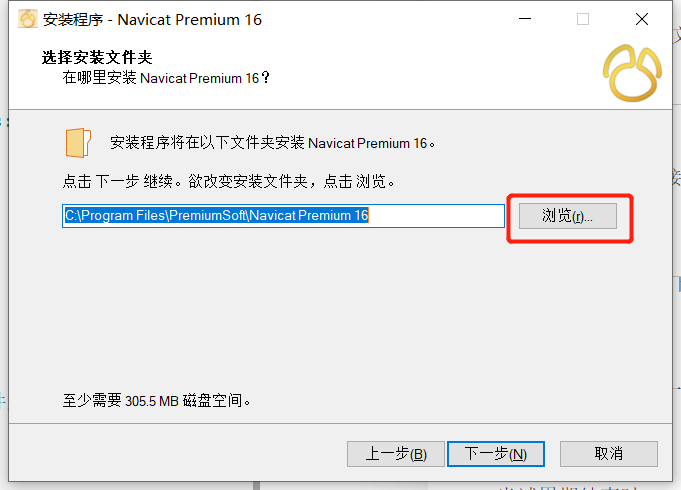 安装程序 - Navicat Premium 16
选择安装文件夹
在哪里安装 Navicat Premium 16？
安装程序将在以下文件夹安装 Navicat Premium 16。
点击 下一步 继续。欲改变安装文件夹，点击 浏览。
C:\Program Files\PremiumSoft\Navicat Premium 16
浏览(r)...
至少需要 305.5 MB 磁盘空间。
上一步(B)
下一步(N)
取消